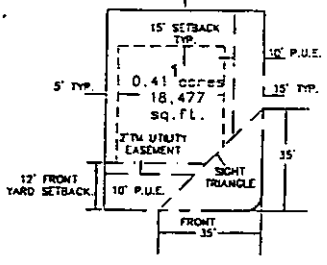 15' SETBACK
TYP.
10' P.U.E.
1
5' TYP.
0.41 acres
15' TYP.
18,477
sq.ft.
UTILITY
EASEMENT
35'
12' FRONT
YARD SETBACK
SIGHT
TRIANGLE
10' P.U.E.
FRONT
35'